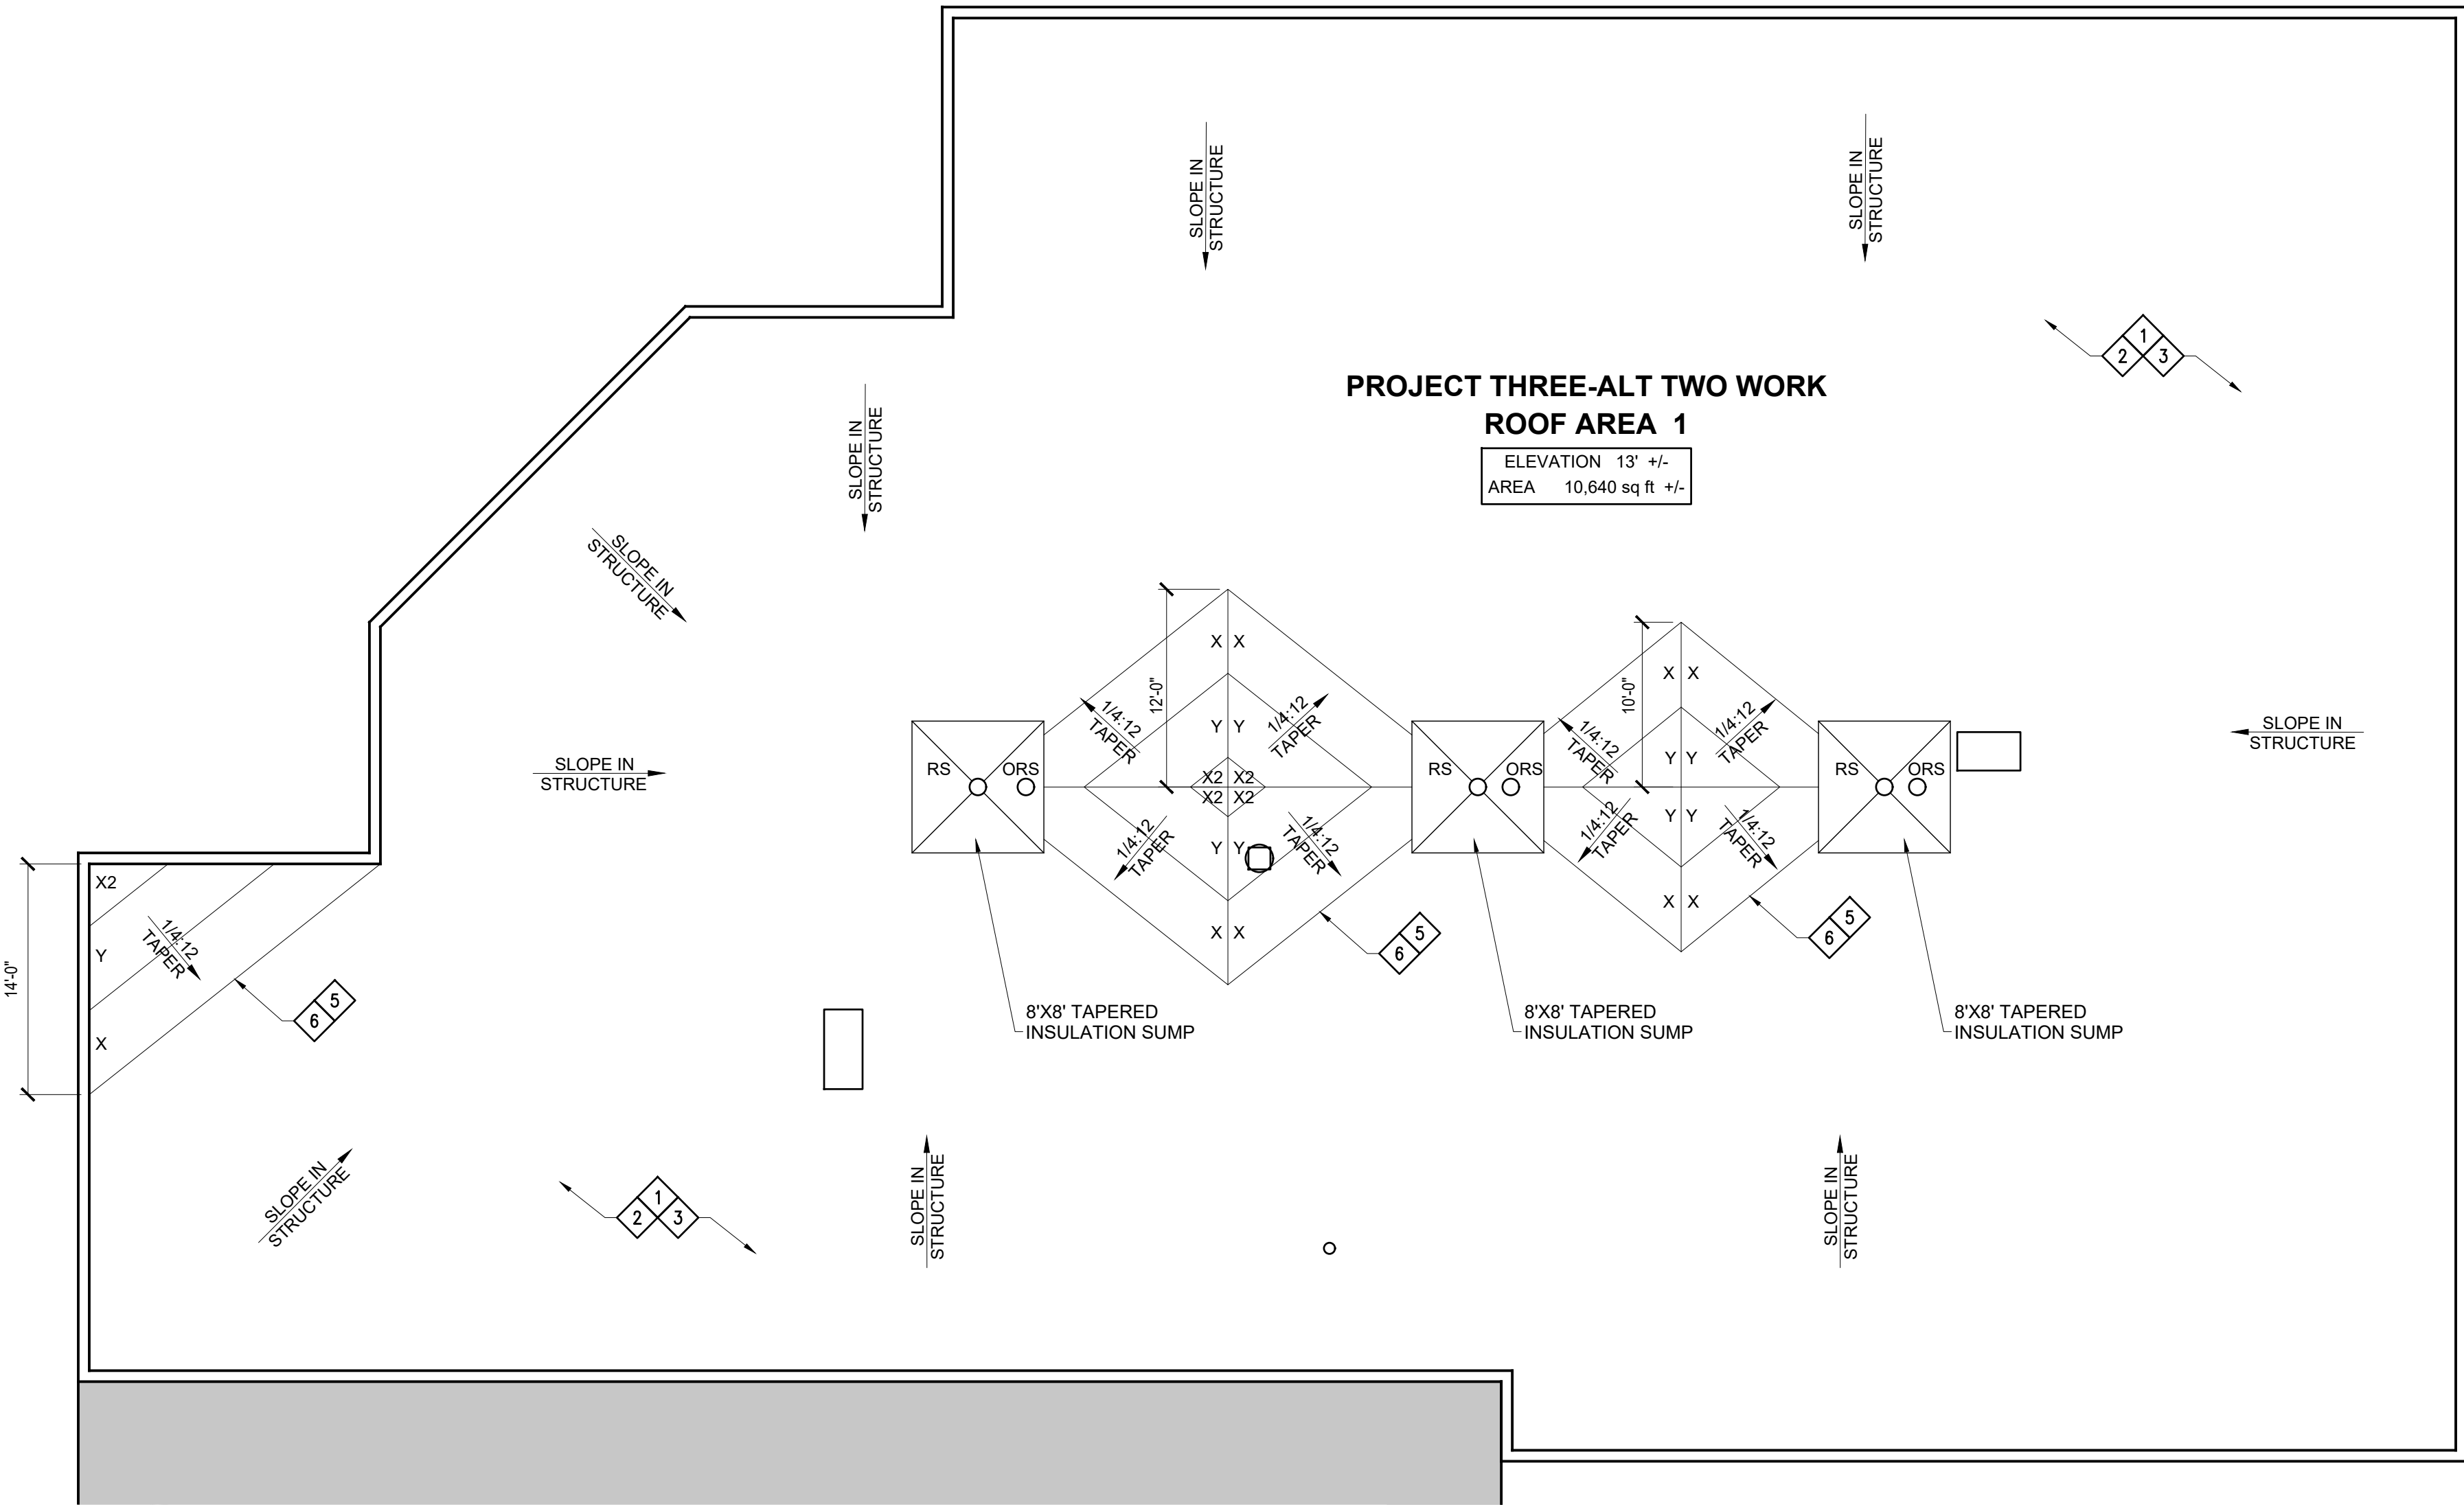 SLOPE IN
STRUCTURE
SLOPE IN
STRUCTURE
1
2 3
PROJECT THREE-ALT TWO WORK
ROOF AREA 1
ELEVATION 13' +/-
AREA 10,640 sq ft +/-
SLOPE IN
STRUCTURE
SLOPE IN
STRUCTURE
X X
12'-0"
1/4:12
TAPER
1/4:12
TAPER
Y Y
X2 X2
X2 X2
1/4:12
TAPER
1/4:12
TAPER
Y Y
X X
X X
10'-0"
1/4:12
TAPER
1/4:12
TAPER
Y Y
Y Y
1/4:12
TAPER
1/4:12
TAPER
X X
SLOPE IN
STRUCTURE
SLOPE IN
STRUCTURE
RS ORS
RS ORS
RS ORS
X2
1/4:12
TAPER
Y
X
14'-0"
5
6
5
6
5
6
8'X8' TAPERED
INSULATION SUMP
8'X8' TAPERED
INSULATION SUMP
8'X8' TAPERED
INSULATION SUMP
SLOPE IN
STRUCTURE
1
2 3
SLOPE IN
STRUCTURE
SLOPE IN
STRUCTURE